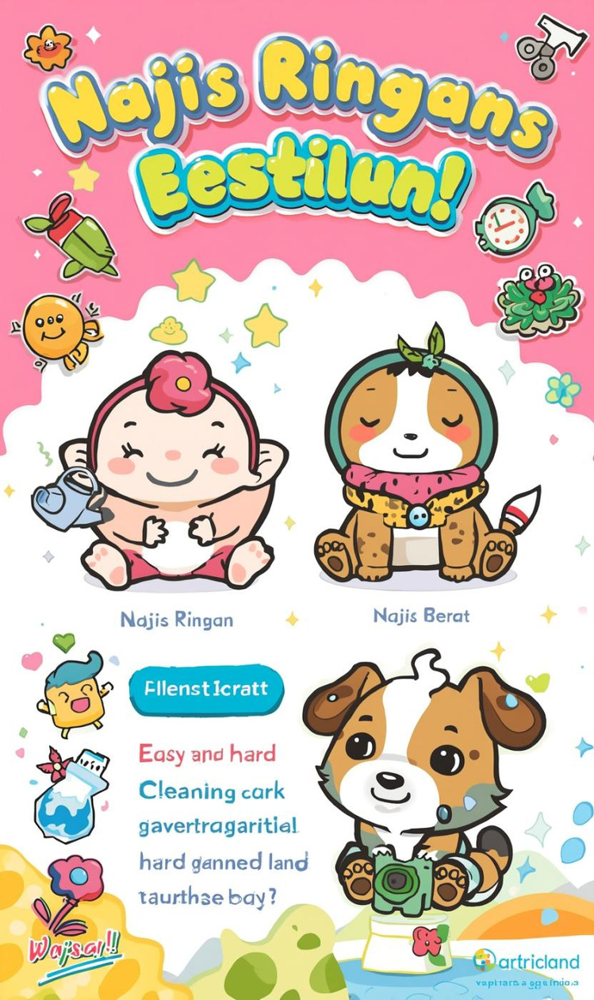 Najis Ringans
Eestilun!
Najis Ringan
Najis Berat
Fllenst Icratt
Easy and hard
Cleaning cark
gavertragaritial
hard ganned land
taurthse bay?
Wajsal!!
artricland